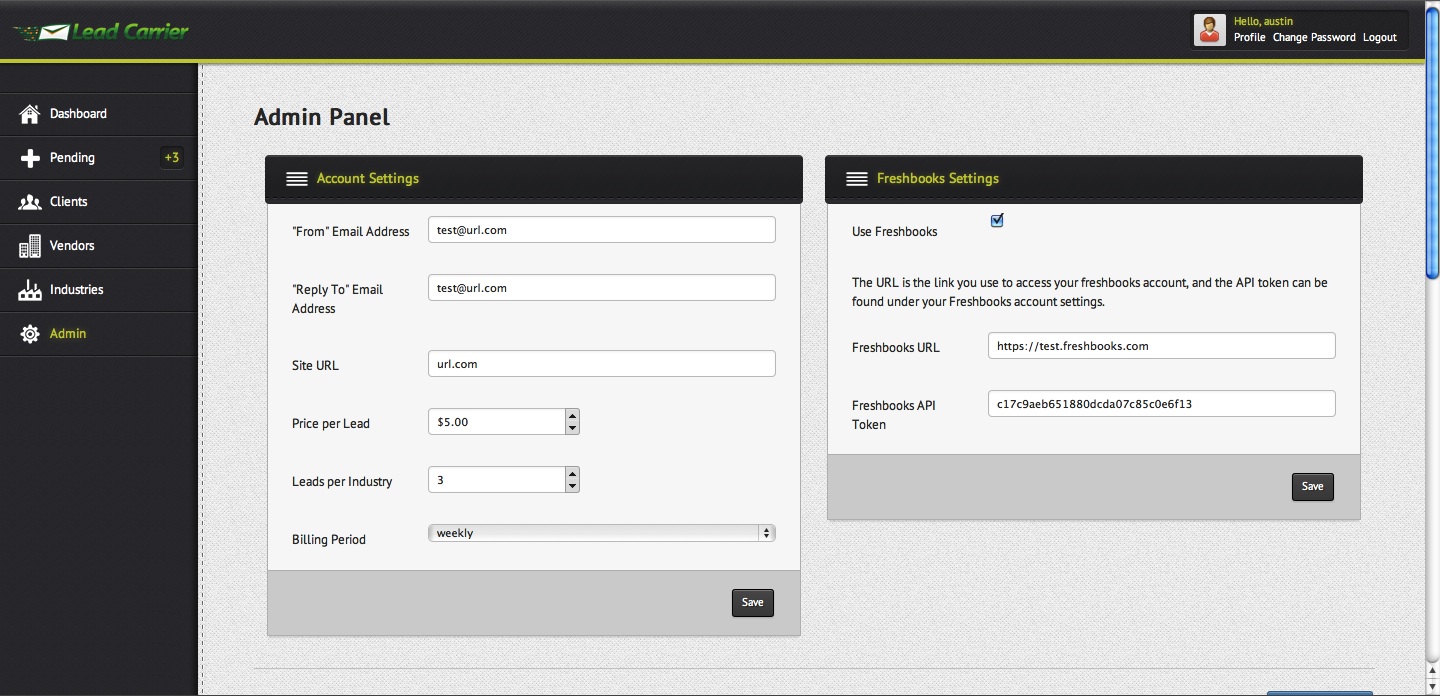 Lead Carrier
Hello, austin
Profile Change Password Logout
Dashboard
Pending +3
Clients
Vendors
Industries
Admin
Admin Panel
Account Settings
"From" Email Address test@url.com
"Reply To" Email
Address
test@url.com
Site URL url.com
Price per Lead $5.00
Leads per Industry 3
Billing Period weekly
Save
Freshbooks Settings
Use Freshbooks
The URL is the link you use to access your freshbooks account, and the API token can be
found under your Freshbooks account settings.
Freshbooks URL https://test.freshbooks.com
Freshbooks API
Token
c17c9aeb651880dcda07c85c0e6f13
Save